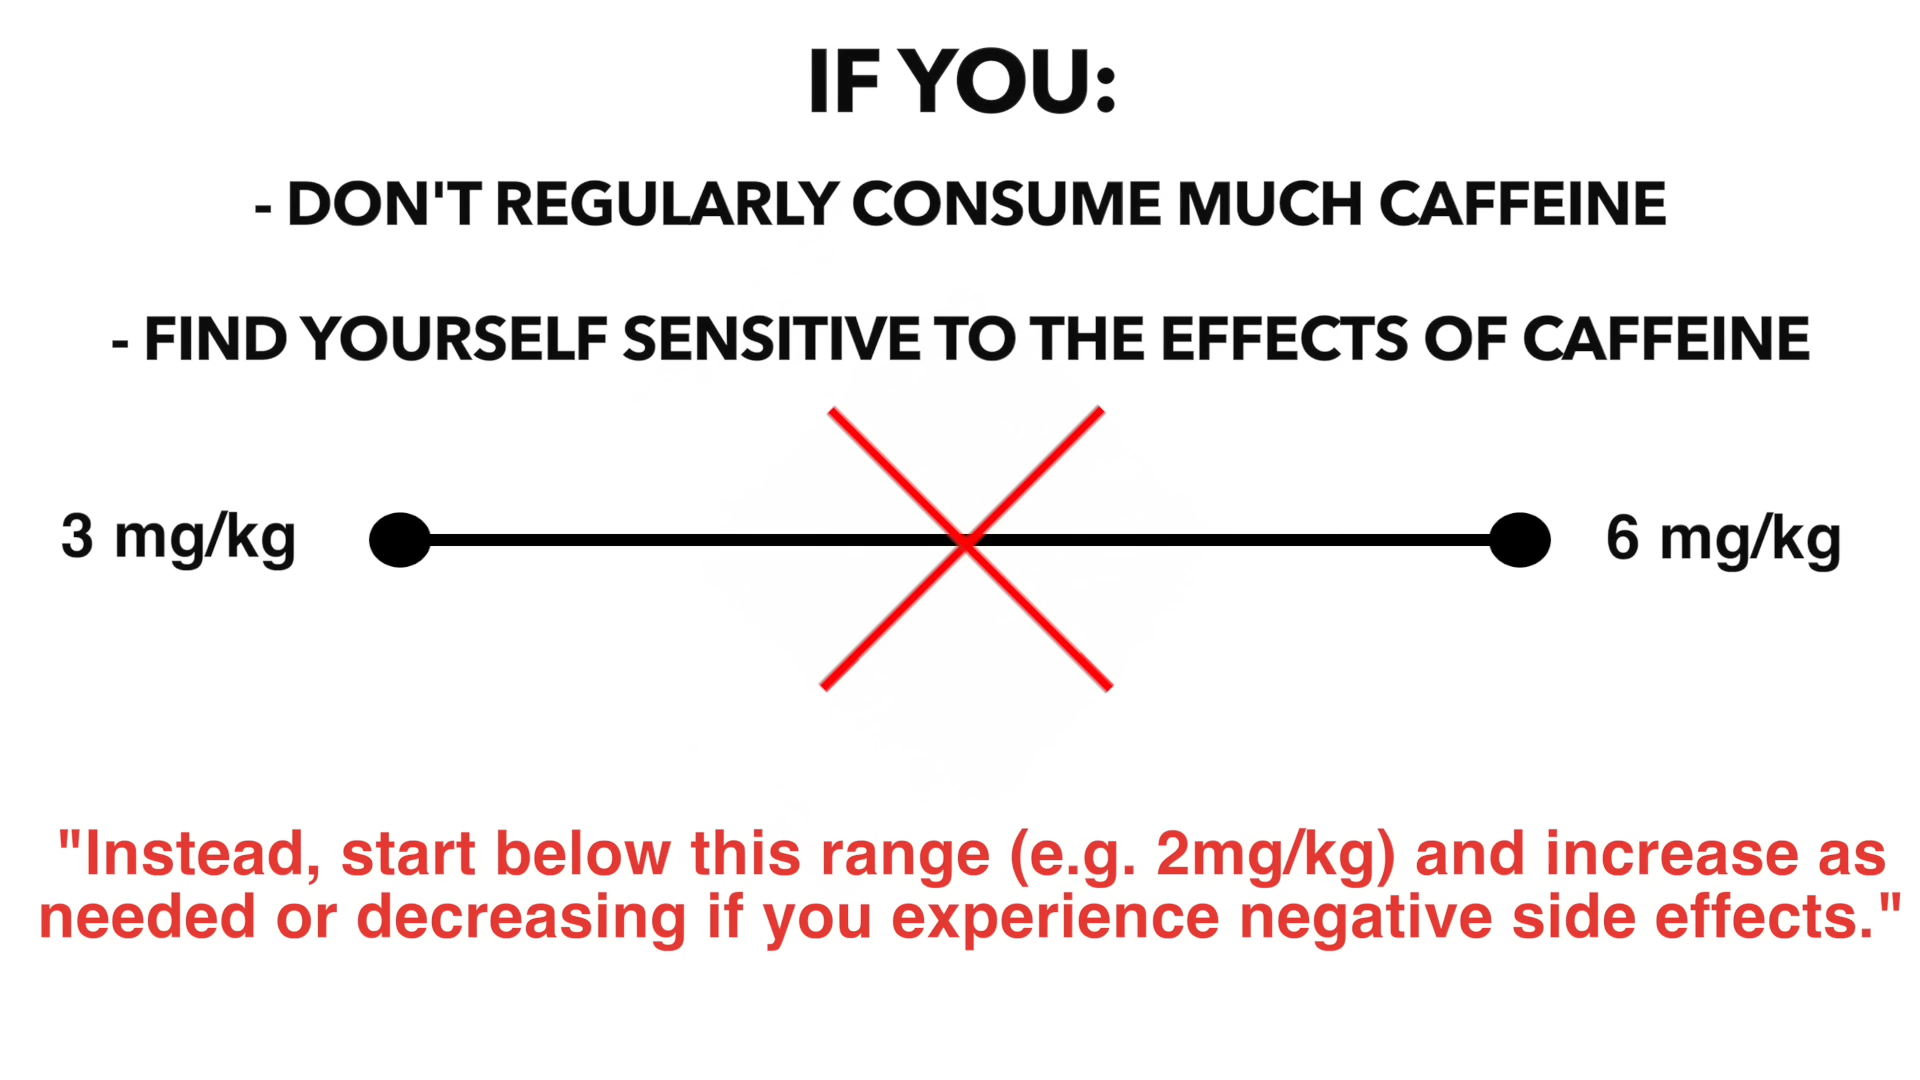 IF YOU:
- DON'T REGULARLY CONSUME MUCH CAFFEINE
- FIND YOURSELF SENSITIVE TO THE EFFECTS OF CAFFEINE
3 mg/kg
6 mg/kg
"Instead, start below this range (e.g. 2mg/kg) and increase as
needed or decreasing if you experience negative side effects."